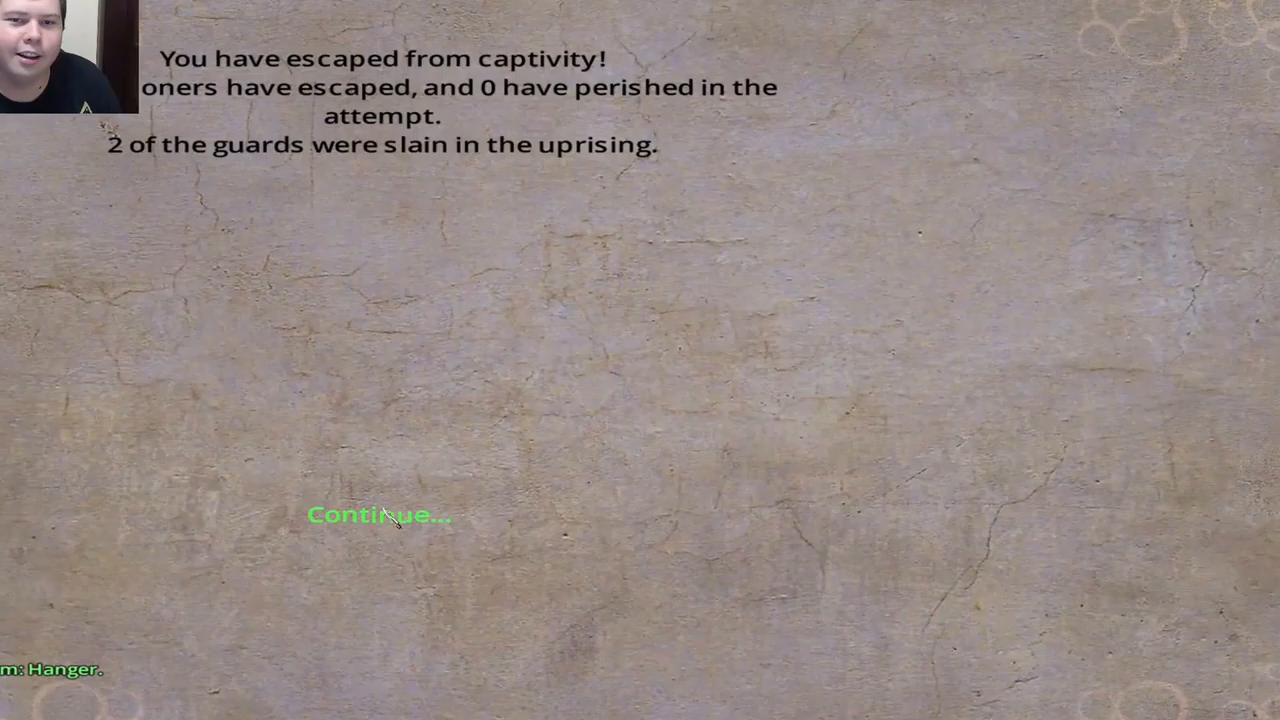 You have escaped from captivity!
oners have escaped, and 0 have perished in the
attempt.
2 of the guards were slain in the uprising.
Continue...
m: Hanger.